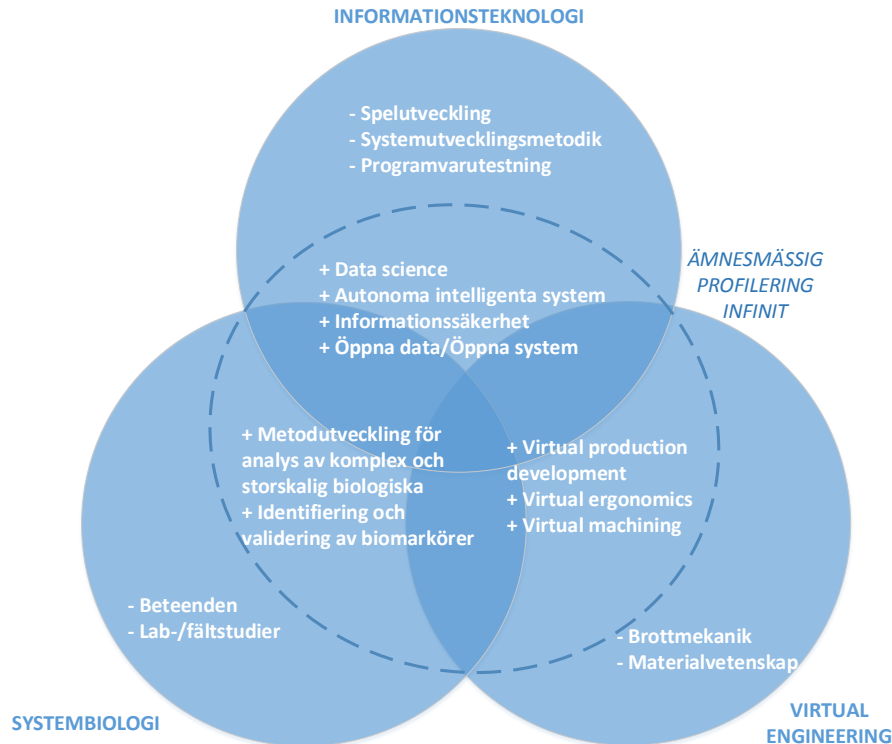 INFORMATIONSTEKNOLOGI
- Spelutveckling
- Systemutvecklingsmetodik
- Programvarutestning
ÄMNESMÄSSIG
PROFILERING
INFINIT
+ Data science
+ Autonoma intelligenta system
+ Informationssäkerhet
+ Öppna data/Öppna system
+ Metodutveckling för
analys av komplex och
storskalig biologiska
+ Identifiering och
validering av biomarkörer
+ Virtual production
development
+ Virtual ergonomics
+ Virtual machining
- Beteenden
- Lab-/fältstudier
- Brottmekanik
- Materialvetenskap
SYSTEMBIOLOGI
VIRTUAL
ENGINEERING